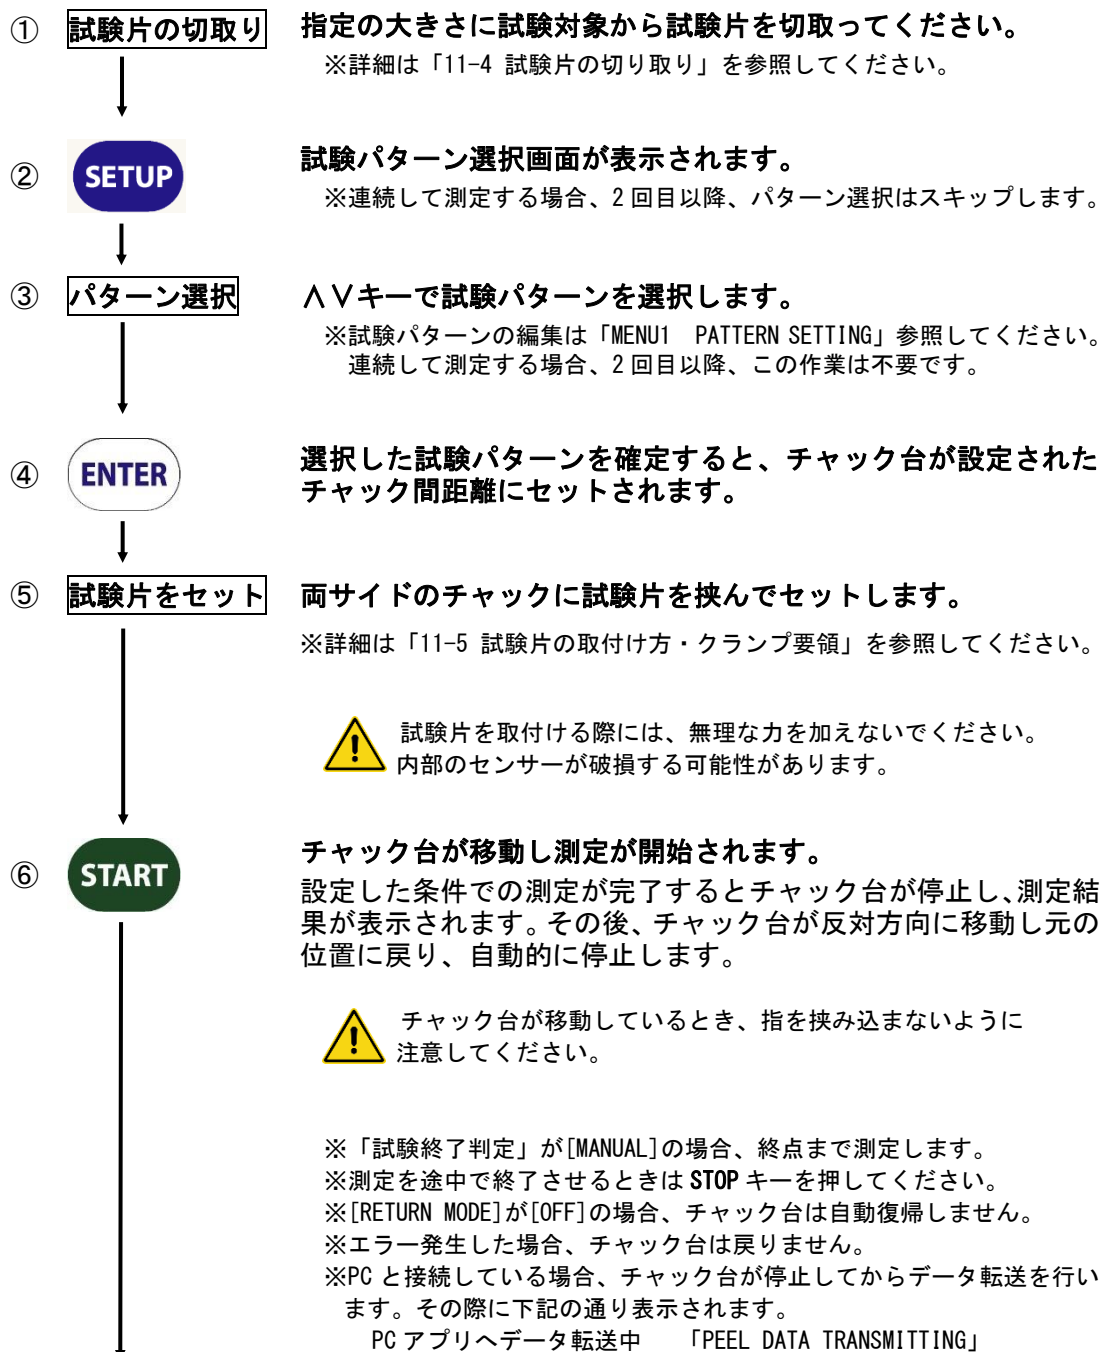 ① 試験片の切取り 指定の大きさに試験対象から試験片を切取ってください。
※詳細は「11-4 試験片の切り取り」を参照してください。
② SETUP 試験パターン選択画面が表示されます。
※連続して測定する場合、2回目以降、パターン選択はスキップします。
③ パターン選択 ∧∨キーで試験パターンを選択します。
※試験パターンの編集は「MENU1 PATTERN SETTING」参照してください。
連続して測定する場合、2回目以降、この作業は不要です。
④ ENTER 選択した試験パターンを確定すると、チャック台が設定された
チャック間距離にセットされます。
⑤ 試験片をセット 両サイドのチャックに試験片を挟んでセットします。
※詳細は「11-5 試験片の取付け方・クランプ要領」を参照してください。
試験片を取付ける際には、無理な力を加えないでください。
内部のセンサーが破損する可能性があります。
⑥ START チャック台が移動し測定が開始されます。
設定した条件での測定が完了するとチャック台が停止し、測定結
果が表示されます。その後、チャック台が反対方向に移動し元の
位置に戻り、自動的に停止します。
チャック台が移動しているとき、指を挟み込まないように
注意してください。
※「試験終了判定」が[MANUAL]の場合、終点まで測定します。
※測定を途中で終了させるときは STOP キーを押してください。
※[RETURN MODE]が[OFF]の場合、チャック台は自動復帰しません。
※エラー発生した場合、チャック台は戻りません。
※PCと接続している場合、チャック台が停止してからデータ転送を行い
ます。その際に下記の通り表示されます。
PCアプリへデータ転送中 「PEEL DATA TRANSMITTING」